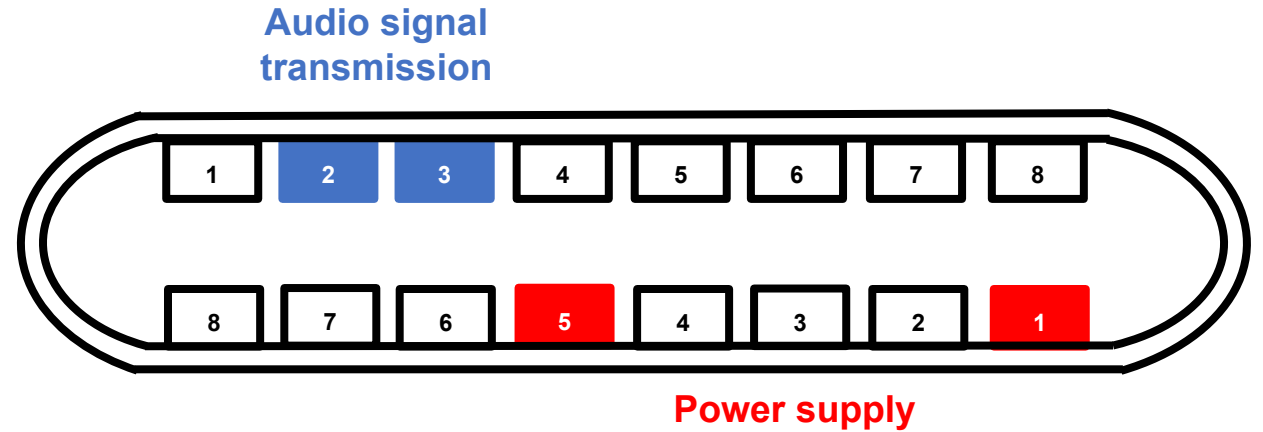 Audio signal
transmission
1 2 3 4 5 6 7 8
8 7 6 5 4 3 2 1
Power supply